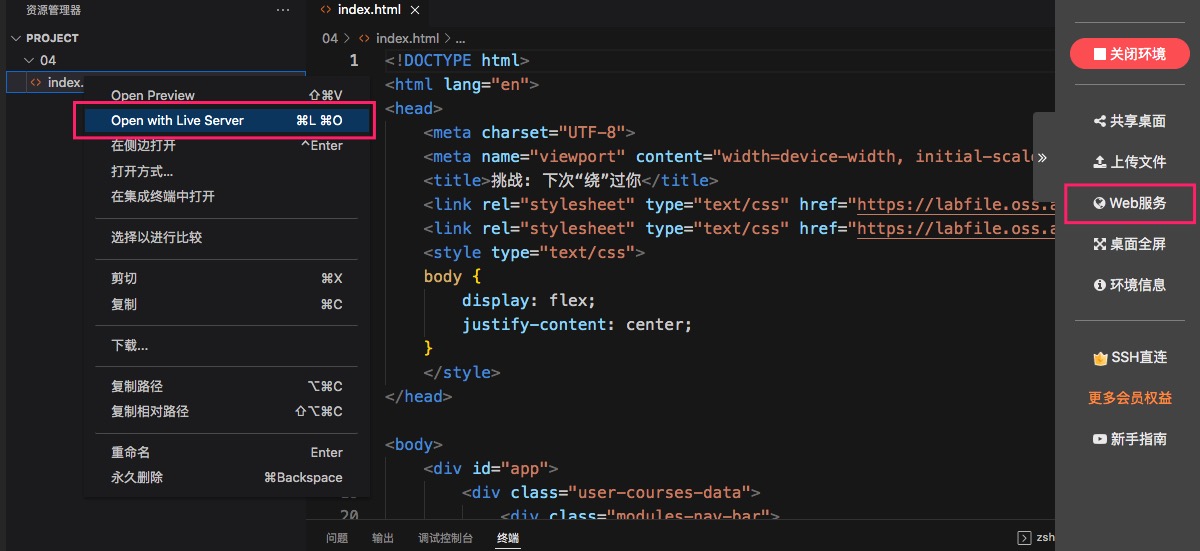 资源管理器
···
PROJECT
04
index.
Open Preview ⇧⌘V
Open with Live Server ⌘L ⌘O
在侧边打开 ^Enter
打开方式...
在集成终端中打开
选择以进行比较
剪切 ⌘X
复制 ⌘C
下载...
复制路径 ⌥⌘C
复制相对路径 ⇧⌥⌘C
重命名 Enter
永久删除 ⌘Backspace
<> index.html ×
04 > <> index.html > ...
1 <!DOCTYPE html>
<html lang="en">
<head>
<meta charset="UTF-8">
<meta name="viewport" content="width=device-width, initial-scal
<title>挑战: 下次“绕”过你</title>
<link rel="stylesheet" type="text/css" href="https://labfile.oss.a
<link rel="stylesheet" type="text/css" href="https://labfile.oss.a
<style type="text/css">
body {
display: flex;
justify-content: center;
}
</style>
</head>
<body>
<div id="app">
<div class="user-courses-data">
20 <div class="modules-nav-bar">
问题 输出 调试控制台 终端
zsh
»
关闭环境
共享桌面
上传文件
Web服务
桌面全屏
环境信息
SSH直连
更多会员权益
新手指南